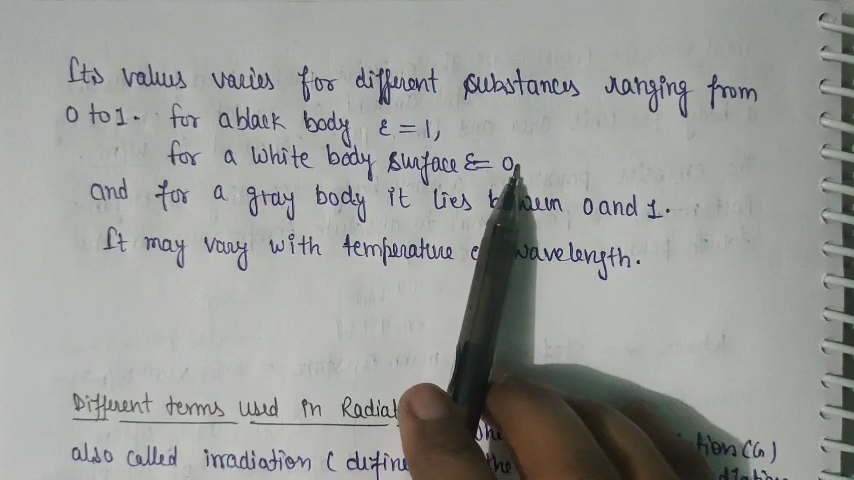 Its values varies for different substances ranging from
0 to 1. for a black body ε = 1,
for a white body surface ε = 0,
and for a gray body it lies between 0 and 1.
It may vary with temperature wavelength.
Different terms used in
also called irradiation ( the